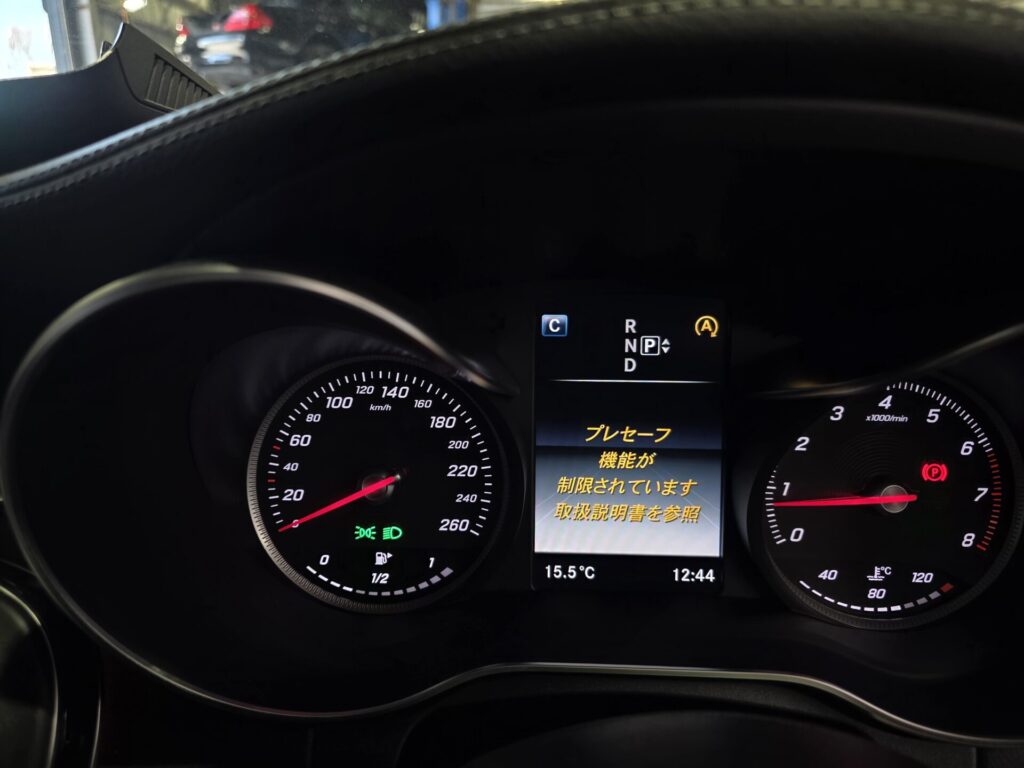 120 140
100 km/h 160
80 180
60 200
40 220
20 240
0 260
0 1/2 1
C R N P D A
プレセーフ
機能が
制限されています
取扱説明書を参照
15.5°C 12:44
4
3 x1000/min 5
2 6
P
1 7
0 8
40 80 °C 120